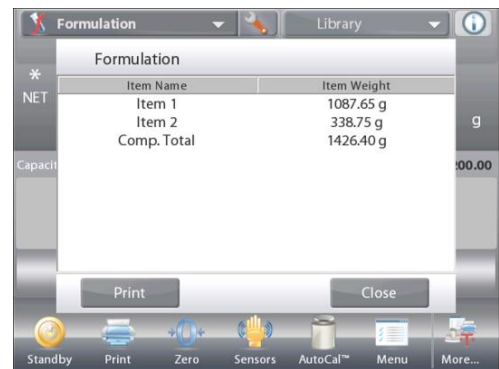 Formulation Library
Formulation
*
NET
Item Name Item Weight
Item 1 1087.65 g
Item 2 338.75 g
Comp. Total 1426.40 g
g
00.00
Print Close
Standby Print Zero Sensors AutoCal™ Menu More...